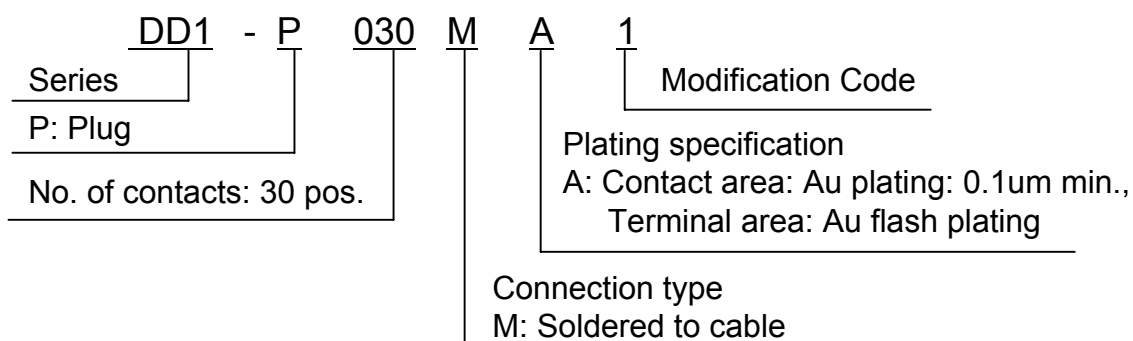 DD1 - P 030 M A 1
Series
Modification Code
P: Plug
Plating specification
No. of contacts: 30 pos.
A: Contact area: Au plating: 0.1um min.,
Terminal area: Au flash plating
Connection type
M: Soldered to cable